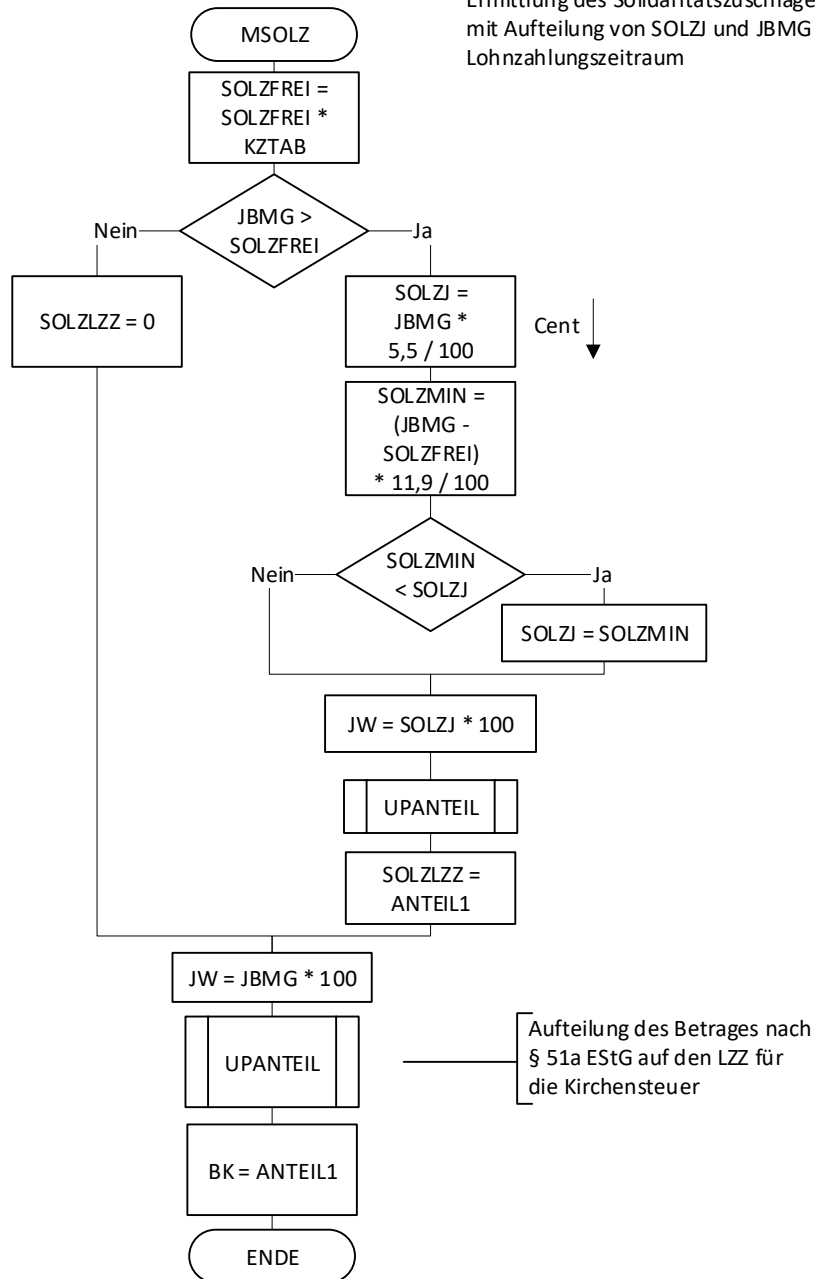 Ermittlung des Solidaritätszuschlages
mit Aufteilung von SOLZJ und JBMG
Lohnzahlungszeitraum
MSOLZ
SOLZFREI =
SOLZFREI *
KZTAB
JBMG >
SOLZFREI
Nein
Ja
SOLZLZZ = 0
SOLZJ =
JBMG *
5,5 / 100
Cent
SOLZMIN =
(JBMG -
SOLZFREI)
* 11,9 / 100
SOLZMIN
< SOLZJ
Nein
Ja
SOLZJ = SOLZMIN
JW = SOLZJ * 100
UPANTEIL
SOLZLZZ =
ANTEIL1
JW = JBMG * 100
UPANTEIL
Aufteilung des Betrages nach
§ 51a EStG auf den LZZ für
die Kirchensteuer
BK = ANTEIL1
ENDE